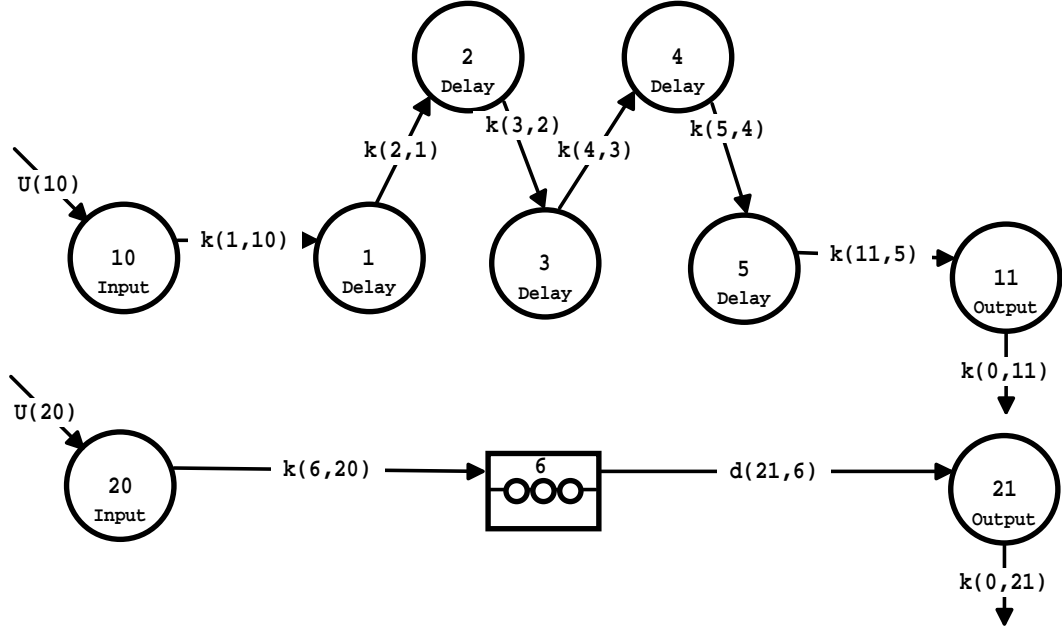 2
Delay
4
Delay
k(3,2)
k(5,4)
k(2,1)
k(4,3)
U(10)
10
Input
k(1,10)
1
Delay
3
Delay
5
Delay
k(11,5)
11
Output
k(0,11)
U(20)
20
Input
k(6,20)
6
d(21,6)
21
Output
k(0,21)